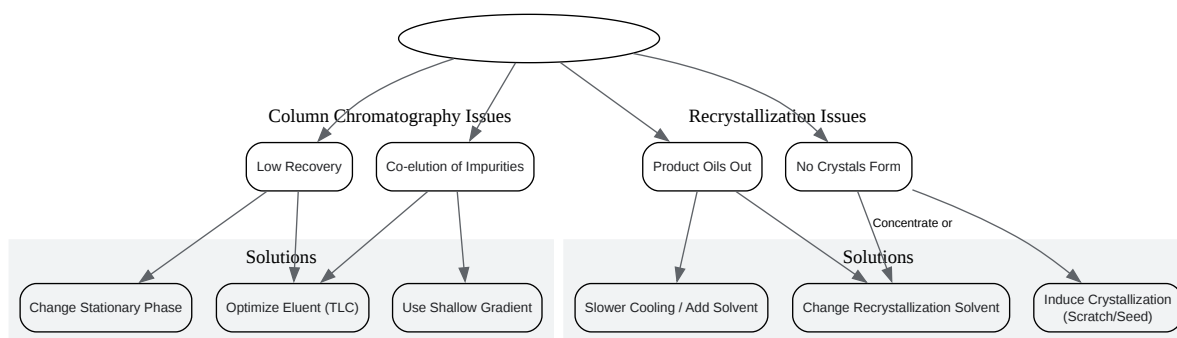 Column Chromatography Issues
Recrystallization Issues
Low Recovery
Co-elution of Impurities
Product Oils Out
No Crystals Form
Concentrate or
Solutions
Solutions
Change Stationary Phase
Optimize Eluent (TLC)
Use Shallow Gradient
Slower Cooling / Add Solvent
Change Recrystallization Solvent
Induce Crystallization
(Scratch/Seed)